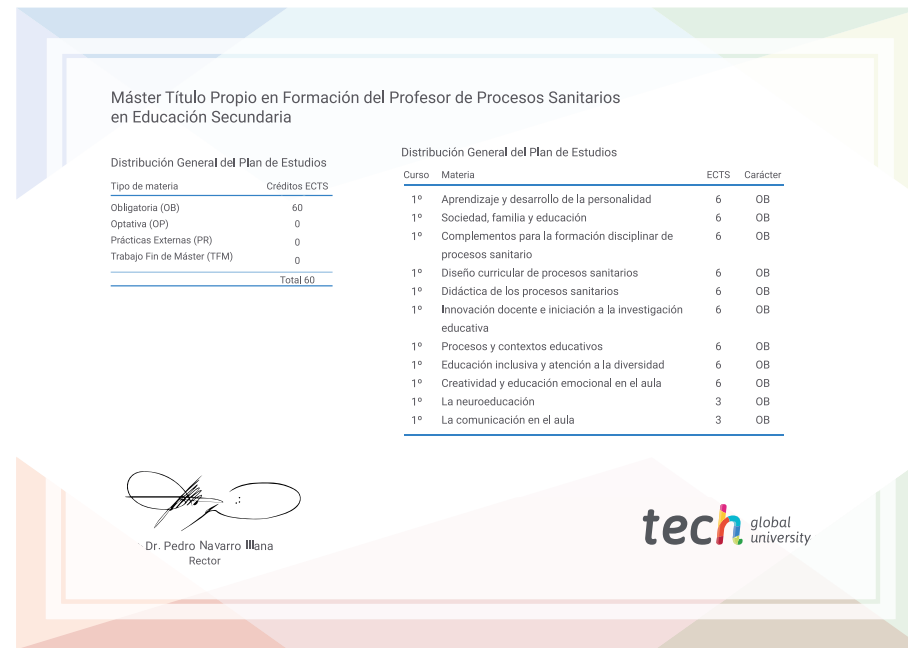 Máster Título Propio en Formación del Profesor de Procesos Sanitarios
en Educación Secundaria
Distribución General del Plan de Estudios
Tipo de materia Créditos ECTS
Obligatoria (OB) 60
Optativa (OP) 0
Prácticas Externas (PR) 0
Trabajo Fin de Máster (TFM) 0
Total 60
Distribución General del Plan de Estudios
Curso Materia ECTS Carácter
1º Aprendizaje y desarrollo de la personalidad 6 OB
1º Sociedad, familia y educación 6 OB
1º Complementos para la formación disciplinar de 6 OB
procesos sanitario
1º Diseño curricular de procesos sanitarios 6 OB
1º Didáctica de los procesos sanitarios 6 OB
1º Innovación docente e iniciación a la investigación 6 OB
educativa
1º Procesos y contextos educativos 6 OB
1º Educación inclusiva y atención a la diversidad 6 OB
1º Creatividad y educación emocional en el aula 6 OB
1º La neuroeducación 3 OB
1º La comunicación en el aula 3 OB
Dr. Pedro Navarro Illana
Rector
tech global
university